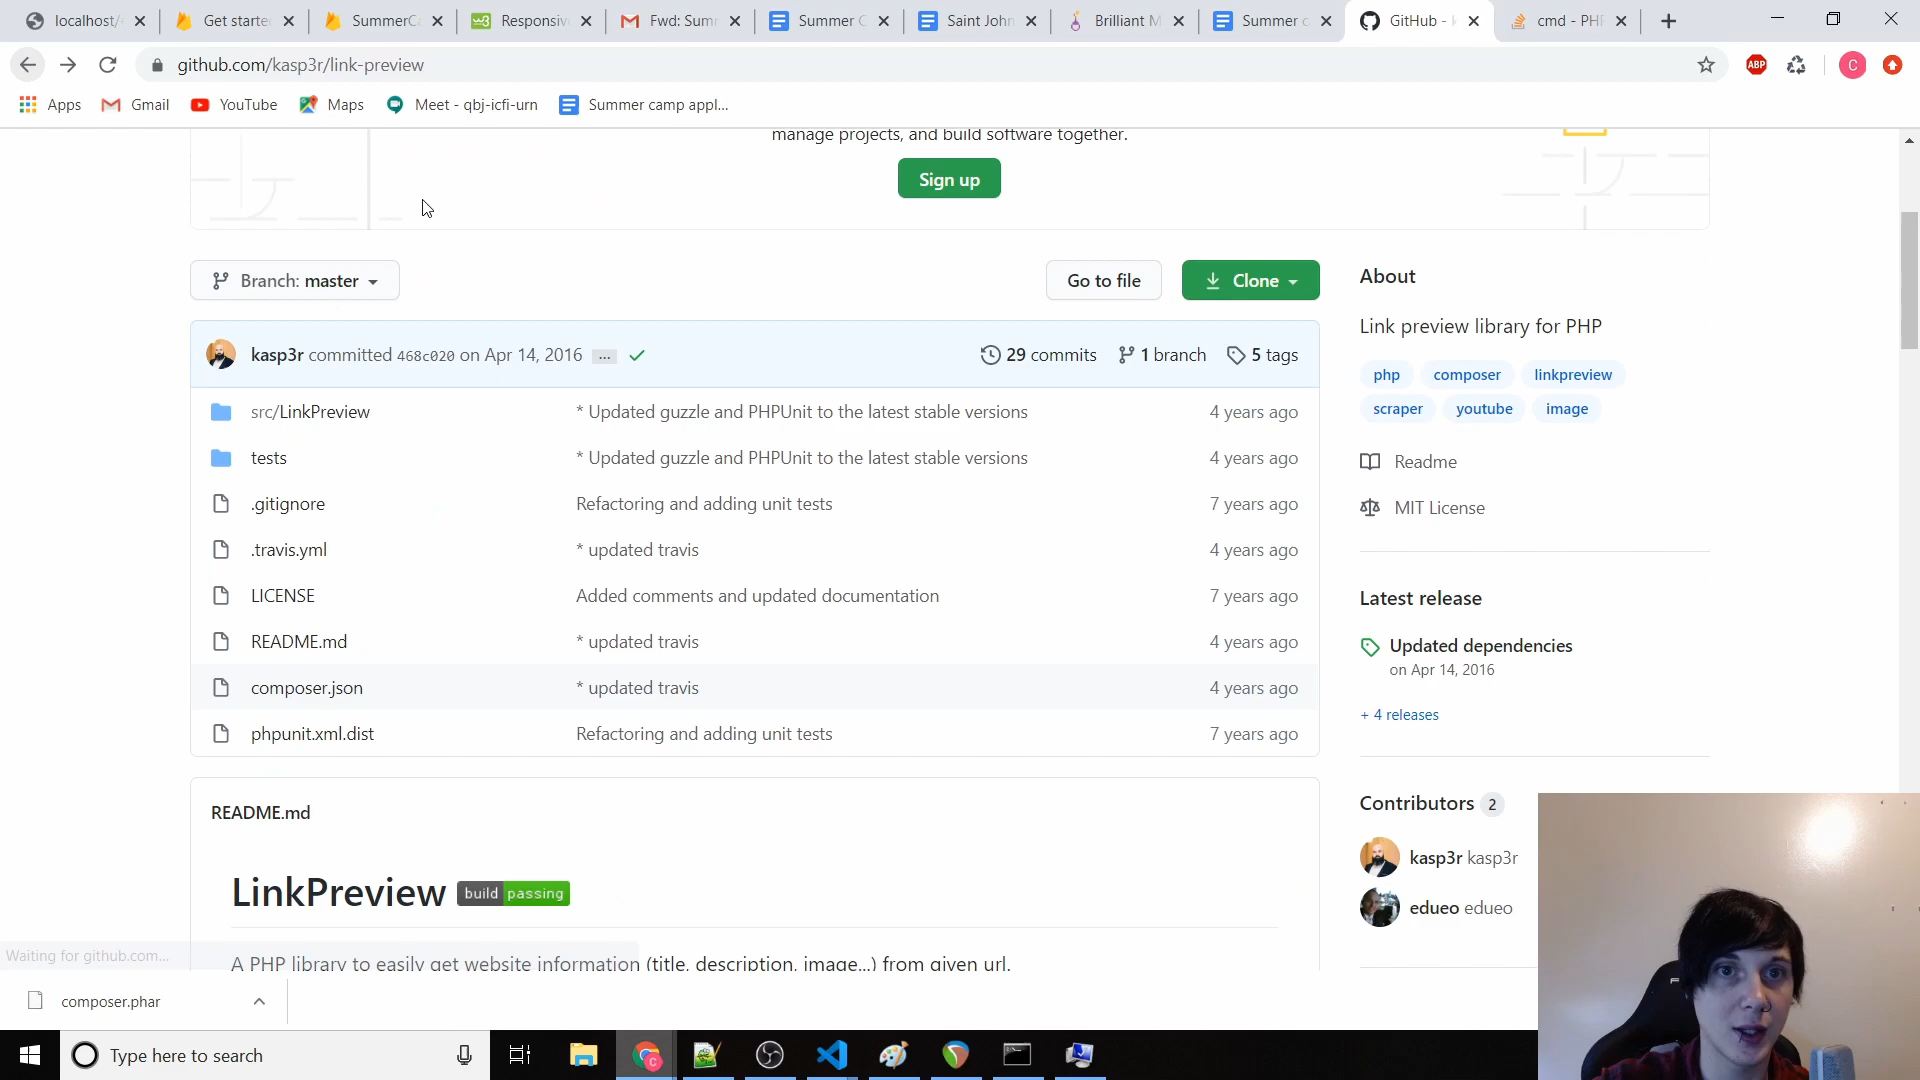 localhost/
Get starte
SummerCa
Responsiv
Fwd: Sum
Summer C
Saint John
Brilliant M
Summer c
GitHub - k
cmd - PHP
github.com/kasp3r/link-preview
ABP
C
Apps
Gmail
YouTube
Maps
Meet - qbj-icfi-urn
Summer camp appl...
manage projects, and build software together.
Sign up
Branch: master
Go to file
Clone
kasp3r committed 468c020 on Apr 14, 2016 ...
29 commits
1 branch
5 tags
src/LinkPreview * Updated guzzle and PHPUnit to the latest stable versions 4 years ago
tests * Updated guzzle and PHPUnit to the latest stable versions 4 years ago
.gitignore Refactoring and adding unit tests 7 years ago
.travis.yml * updated travis 4 years ago
LICENSE Added comments and updated documentation 7 years ago
README.md * updated travis 4 years ago
composer.json * updated travis 4 years ago
phpunit.xml.dist Refactoring and adding unit tests 7 years ago
README.md
LinkPreview build passing
A PHP library to easily get website information (title, description, image...) from given url.
About
Link preview library for PHP
php composer linkpreview
scraper youtube image
Readme
MIT License
Latest release
Updated dependencies
on Apr 14, 2016
+ 4 releases
Contributors 2
kasp3r kasp3r
edueo edueo
Waiting for github.com...
composer.phar
Type here to search